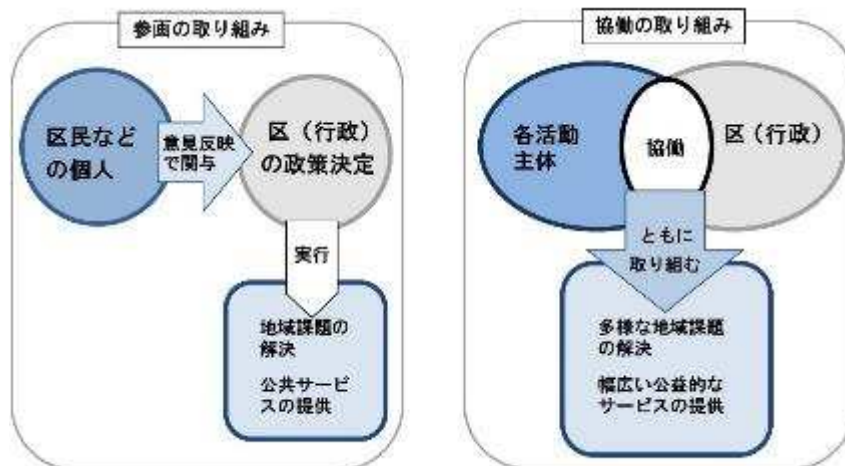 参画の取り組み
区民など
の個人
意見反映
で関与
区（行政）
の政策決定
実行
地域課題の
解決
公共サービ
スの提供
協働の取り組み
各活動
主体
協働
区（行政）
ともに
取り組む
多様な地域課題
の解決
幅広い公益的な
サービスの提供